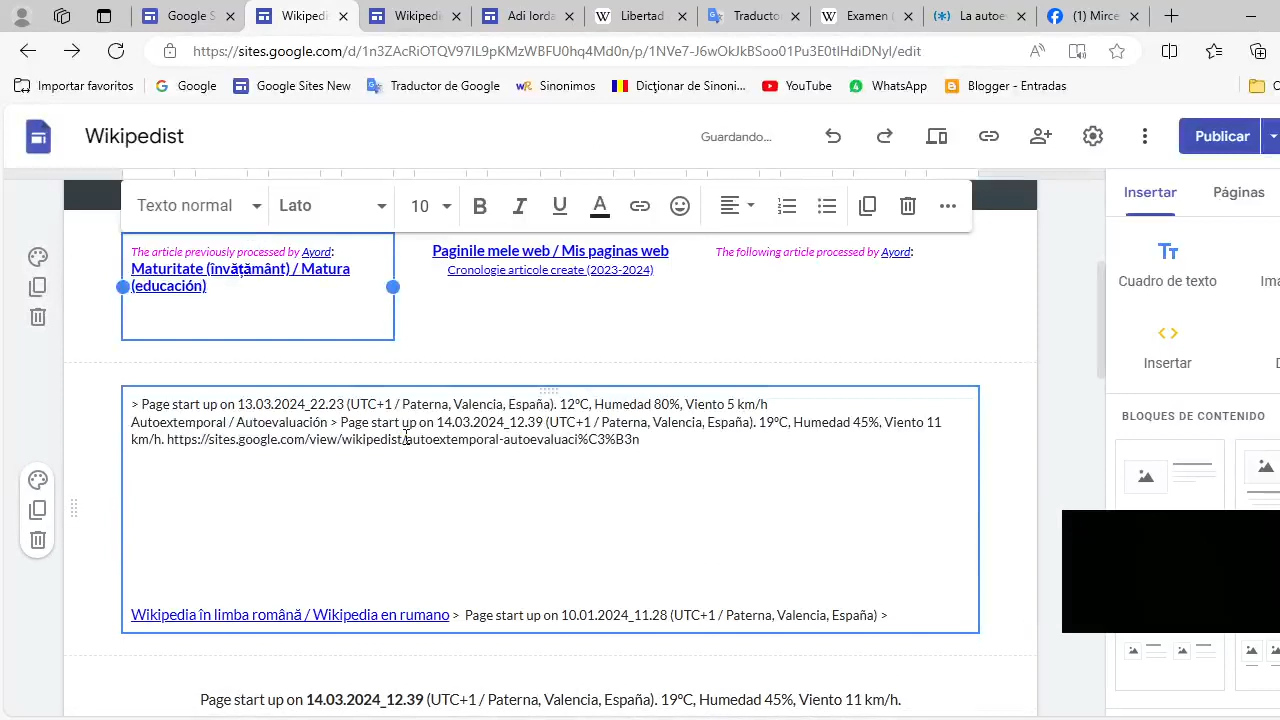 Google S
Wikipedist
Wikipedist
Adi Iorda
Libertad
Traducto
Examen
La autoe
(1) Mirce
https://sites.google.com/d/1n3ZAcRiOTQV97IL9pKMzWBFU0hq4Md0n/p/1NVe7-J6wOkJkBSoo01Pu3E0tlHdiDNyl/edit
Importar favoritos
Google
Google Sites New
Traductor de Google
Sinonimos
Dicţionar de Sinoni...
YouTube
WhatsApp
Blogger - Entradas
Wikipedist
Guardando...
Publicar
Texto normal
Lato
10
Insertar
Páginas
The article previously processed by Ayord:
Maturitate (învățământ) / Matura
(educación)
Paginile mele web / Mis paginas web
Cronologie articole create (2023-2024)
The following article processed by Ayord:
Cuadro de texto
Insertar
BLOQUES DE CONTENIDO
> Page start up on 13.03.2024_22.23 (UTC+1 / Paterna, Valencia, España). 12ºC, Humedad 80%, Viento 5 km/h
Autoextemporal / Autoevaluación > Page start up on 14.03.2024_12.39 (UTC+1 / Paterna, Valencia, España). 19ºC, Humedad 45%, Viento 11
km/h. https://sites.google.com/view/wikipedist/autoextemporal-autoevaluaci%C3%B3n
Wikipedia în limba română / Wikipedia en rumano > Page start up on 10.01.2024_11.28 (UTC+1 / Paterna, Valencia, España) >
Page start up on 14.03.2024_12.39 (UTC+1 / Paterna, Valencia, España). 19ºC, Humedad 45%, Viento 11 km/h.